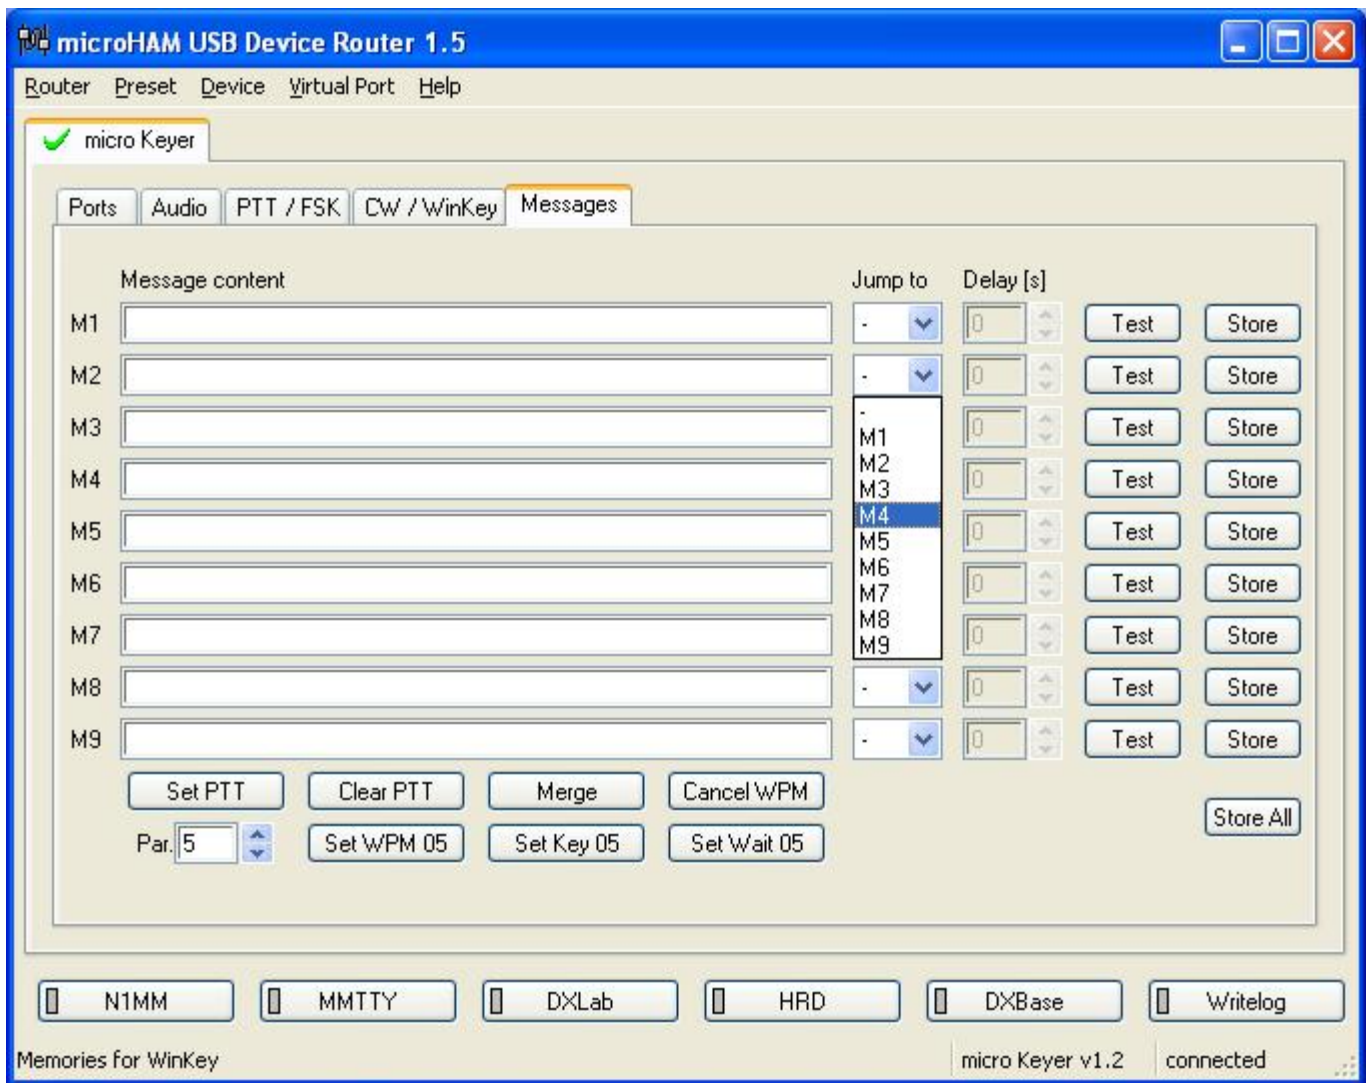 microHAM USB Device Router 1.5
Router Preset Device Virtual Port Help
micro Keyer
Ports Audio PTT / FSK CW / WinKey Messages
Message content Jump to Delay [s]
M1 - 0 Test Store
M2 - 0 Test Store
-
M3 0 Test Store
M1
M2
M4 0 Test Store
M3
M4
M5 0 Test Store
M5
M6
M6 0 Test Store
M7
M8
M7 0 Test Store
M9
M8 - 0 Test Store
M9 - 0 Test Store
Set PTT Clear PTT Merge Cancel WPM
Store All
Par. 5 Set WPM 05 Set Key 05 Set Wait 05
N1MM MMTTY DXLab HRD DXBase Writelog
Memories for WinKey micro Keyer v1.2 connected